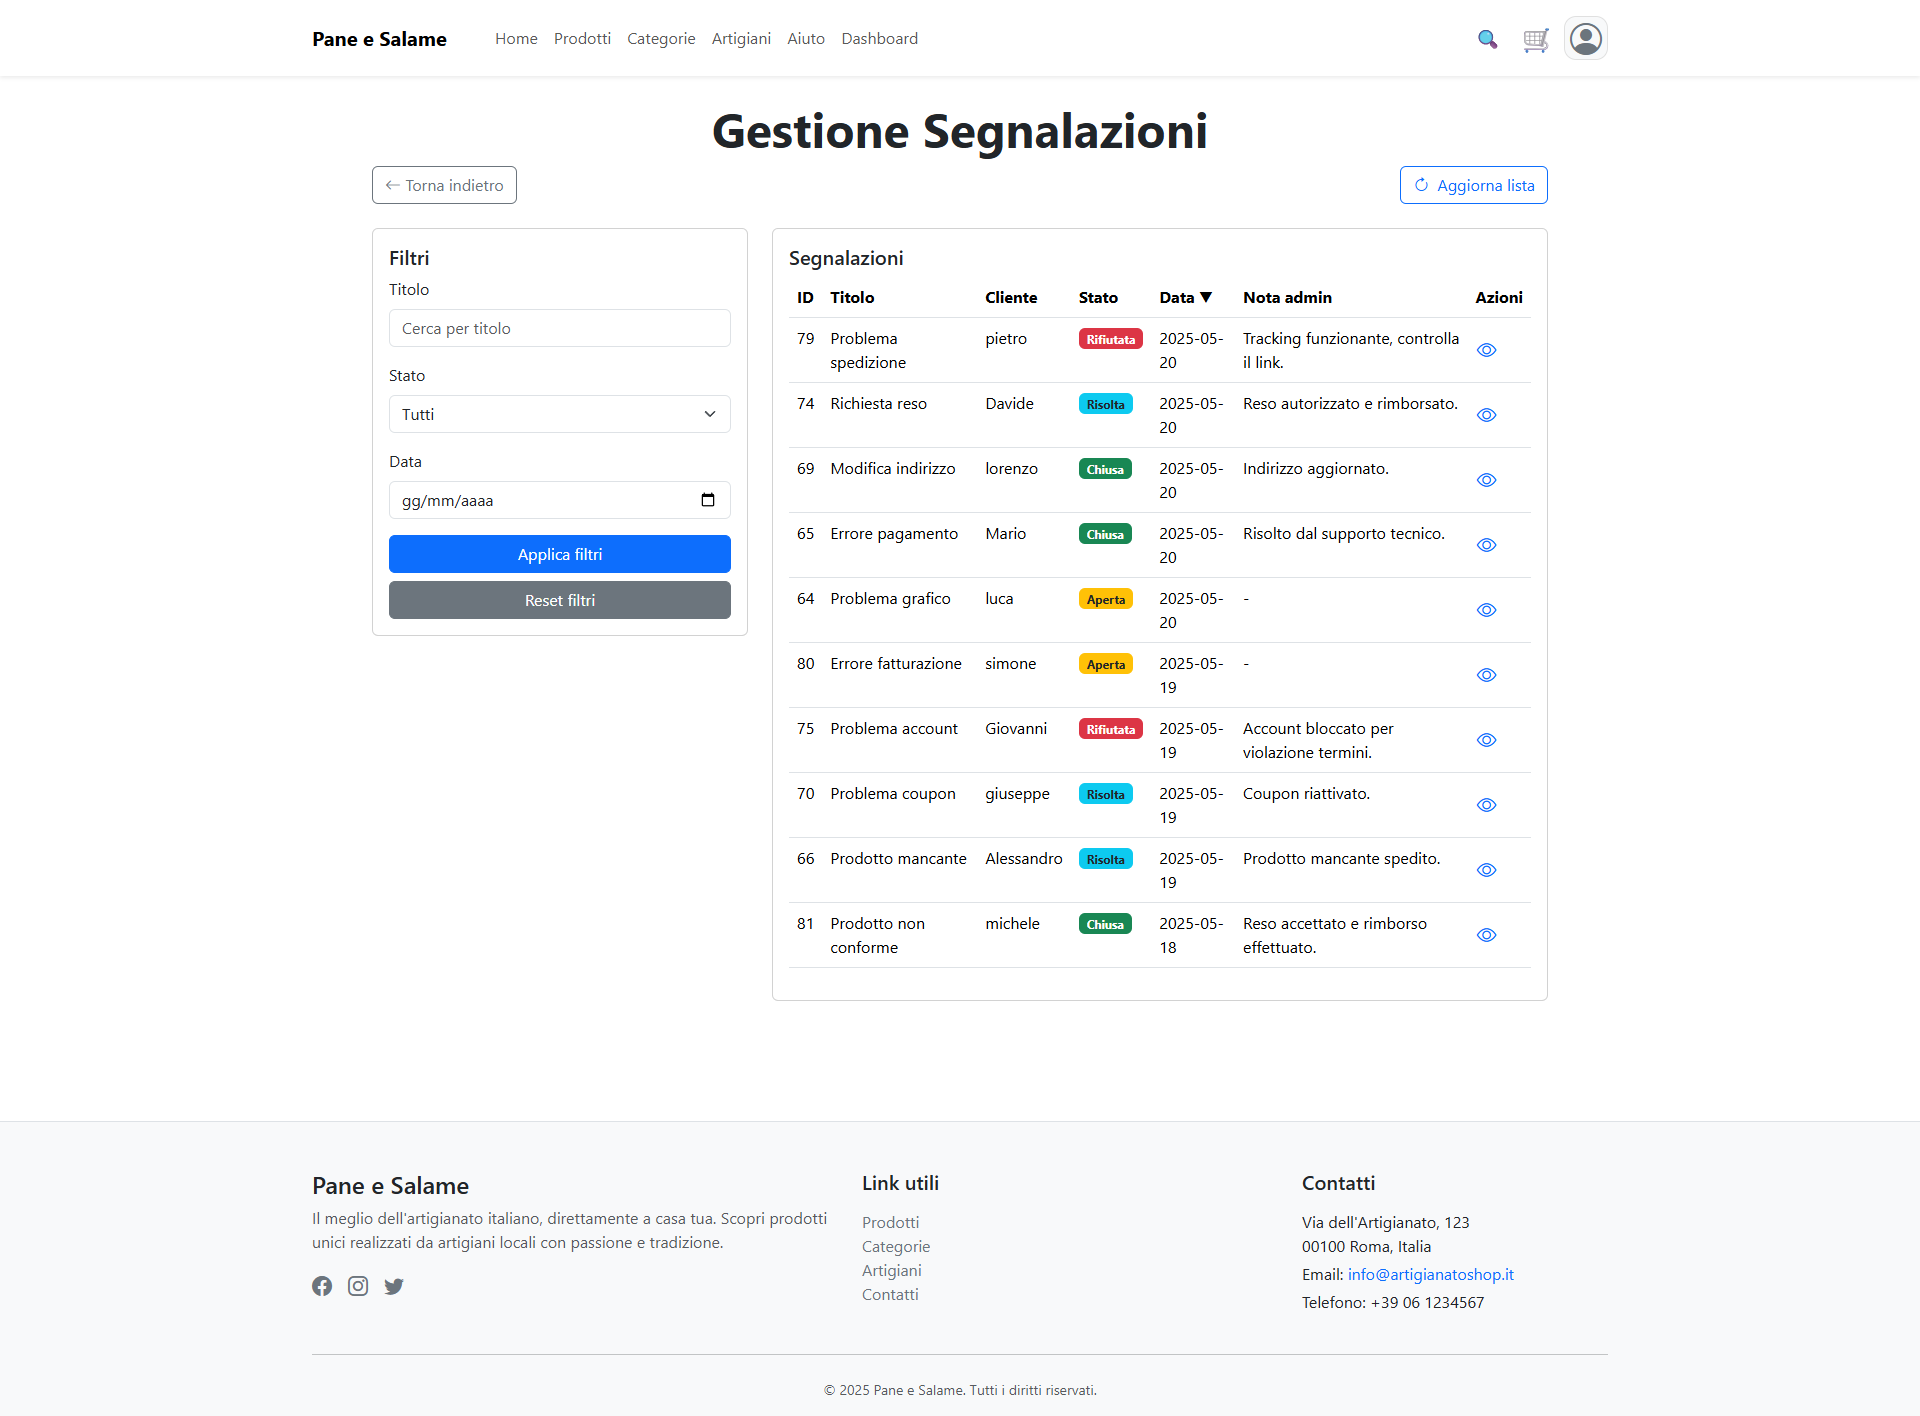 Pane e Salame Home Prodotti Categorie Artigiani Aiuto Dashboard
Gestione Segnalazioni
Torna indietro
Aggiorna lista
Filtri
Titolo
Cerca per titolo
Stato
Tutti
Data
gg/mm/aaaa
Applica filtri
Reset filtri
Segnalazioni
ID Titolo Cliente Stato Data ▼ Nota admin Azioni
79 Problema pietro Rifiutata 2025-05- Tracking funzionante, controlla
spedizione 20 il link.
74 Richiesta reso Davide Risolta 2025-05- Reso autorizzato e rimborsato.
20
69 Modifica indirizzo lorenzo Chiusa 2025-05- Indirizzo aggiornato.
20
65 Errore pagamento Mario Chiusa 2025-05- Risolto dal supporto tecnico.
20
64 Problema grafico luca Aperta 2025-05- -
20
80 Errore fatturazione simone Aperta 2025-05- -
19
75 Problema account Giovanni Rifiutata 2025-05- Account bloccato per
19 violazione termini.
70 Problema coupon giuseppe Risolta 2025-05- Coupon riattivato.
19
66 Prodotto mancante Alessandro Risolta 2025-05- Prodotto mancante spedito.
19
81 Prodotto non michele Chiusa 2025-05- Reso accettato e rimborso
conforme 18 effettuato.
Pane e Salame
Il meglio dell'artigianato italiano, direttamente a casa tua. Scopri prodotti
unici realizzati da artigiani locali con passione e tradizione.
Link utili
Prodotti
Categorie
Artigiani
Contatti
Contatti
Via dell'Artigianato, 123
00100 Roma, Italia
Email: info@artigianatoshop.it
Telefono: +39 06 1234567
© 2025 Pane e Salame. Tutti i diritti riservati.